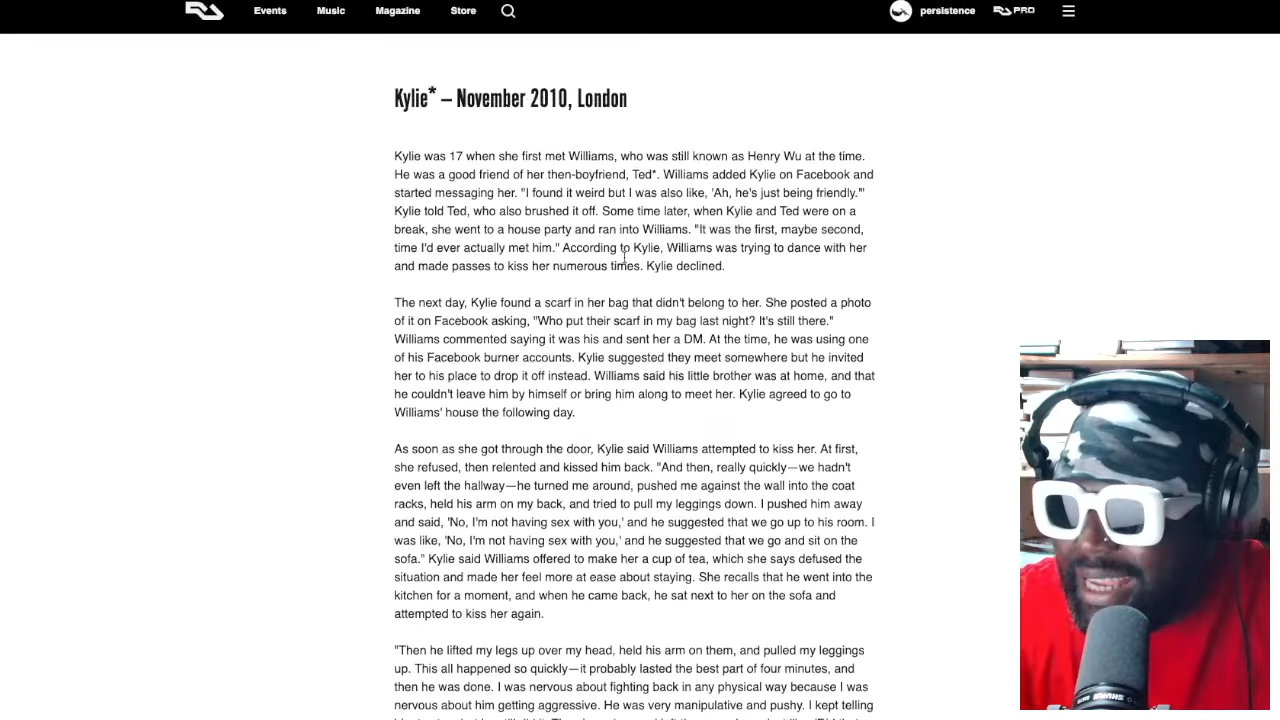 Events Music Magazine Store persistence PRO
Kylie* – November 2010, London
Kylie was 17 when she first met Williams, who was still known as Henry Wu at the time.
He was a good friend of her then-boyfriend, Ted*. Williams added Kylie on Facebook and
started messaging her. "I found it weird but I was also like, 'Ah, he's just being friendly.'"
Kylie told Ted, who also brushed it off. Some time later, when Kylie and Ted were on a
break, she went to a house party and ran into Williams. "It was the first, maybe second,
time I'd ever actually met him." According to Kylie, Williams was trying to dance with her
and made passes to kiss her numerous times. Kylie declined.
The next day, Kylie found a scarf in her bag that didn't belong to her. She posted a photo
of it on Facebook asking, "Who put their scarf in my bag last night? It's still there."
Williams commented saying it was his and sent her a DM. At the time, he was using one
of his Facebook burner accounts. Kylie suggested they meet somewhere but he invited
her to his place to drop it off instead. Williams said his little brother was at home, and that
he couldn't leave him by himself or bring him along to meet her. Kylie agreed to go to
Williams' house the following day.
As soon as she got through the door, Kylie said Williams attempted to kiss her. At first,
she refused, then relented and kissed him back. "And then, really quickly—we hadn't
even left the hallway—he turned me around, pushed me against the wall into the coat
racks, held his arm on my back, and tried to pull my leggings down. I pushed him away
and said, 'No, I'm not having sex with you,' and he suggested that we go up to his room. I
was like, 'No, I'm not having sex with you,' and he suggested that we go and sit on the
sofa." Kylie said Williams offered to make her a cup of tea, which she says defused the
situation and made her feel more at ease about staying. She recalls that he went into the
kitchen for a moment, and when he came back, he sat next to her on the sofa and
attempted to kiss her again.
"Then he lifted my legs up over my head, held his arm on them, and pulled my leggings
up. This all happened so quickly—it probably lasted the best part of four minutes, and
then he was done. I was nervous about fighting back in any physical way because I was
nervous about him getting aggressive. He was very manipulative and pushy. I kept telling